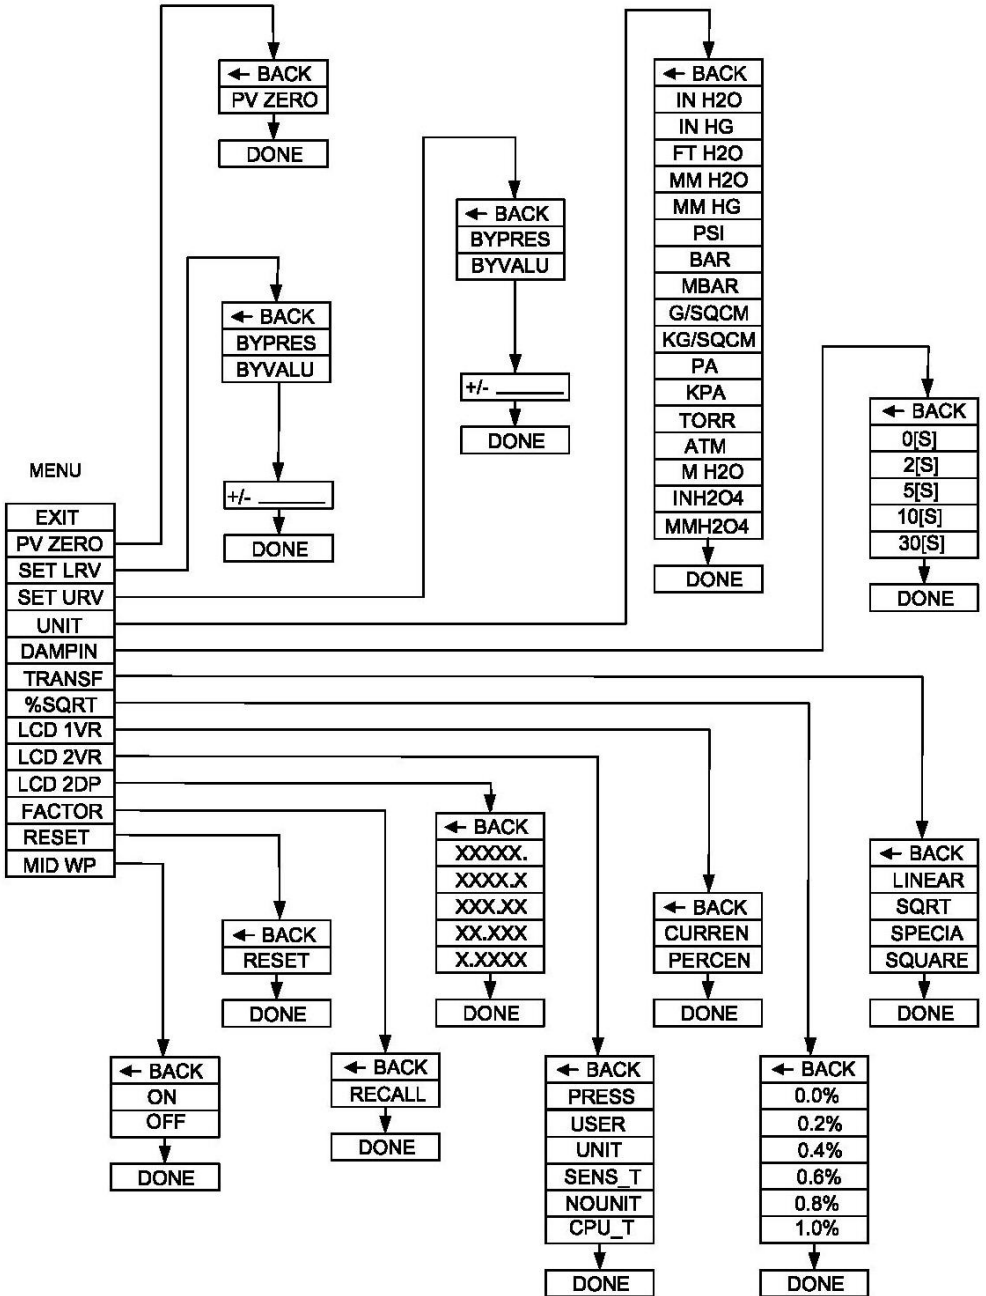 ← BACK
PV ZERO
DONE
← BACK
BYPRES
BYVALU
+/- ________
DONE
← BACK
BYPRES
BYVALU
+/- ________
DONE
← BACK
IN H2O
IN HG
FT H2O
MM H2O
MM HG
PSI
BAR
MBAR
G/SQCM
KG/SQCM
PA
KPA
TORR
ATM
M H2O
INH2O4
MMH2O4
DONE
← BACK
0[S]
2[S]
5[S]
10[S]
30[S]
DONE
MENU
EXIT
PV ZERO
SET LRV
SET URV
UNIT
DAMPIN
TRANSF
%SQRT
LCD 1VR
LCD 2VR
LCD 2DP
FACTOR
RESET
MID WP
← BACK
ON
OFF
DONE
← BACK
RESET
DONE
← BACK
RECALL
DONE
← BACK
XXXXX.
XXXX.X
XXX.XX
XX.XXX
X.XXXX
DONE
← BACK
PRESS
USER
UNIT
SENS_T
NOUNIT
CPU_T
DONE
← BACK
CURREN
PERCEN
DONE
← BACK
0.0%
0.2%
0.4%
0.6%
0.8%
1.0%
DONE
← BACK
LINEAR
SQRT
SPECIA
SQUARE
DONE